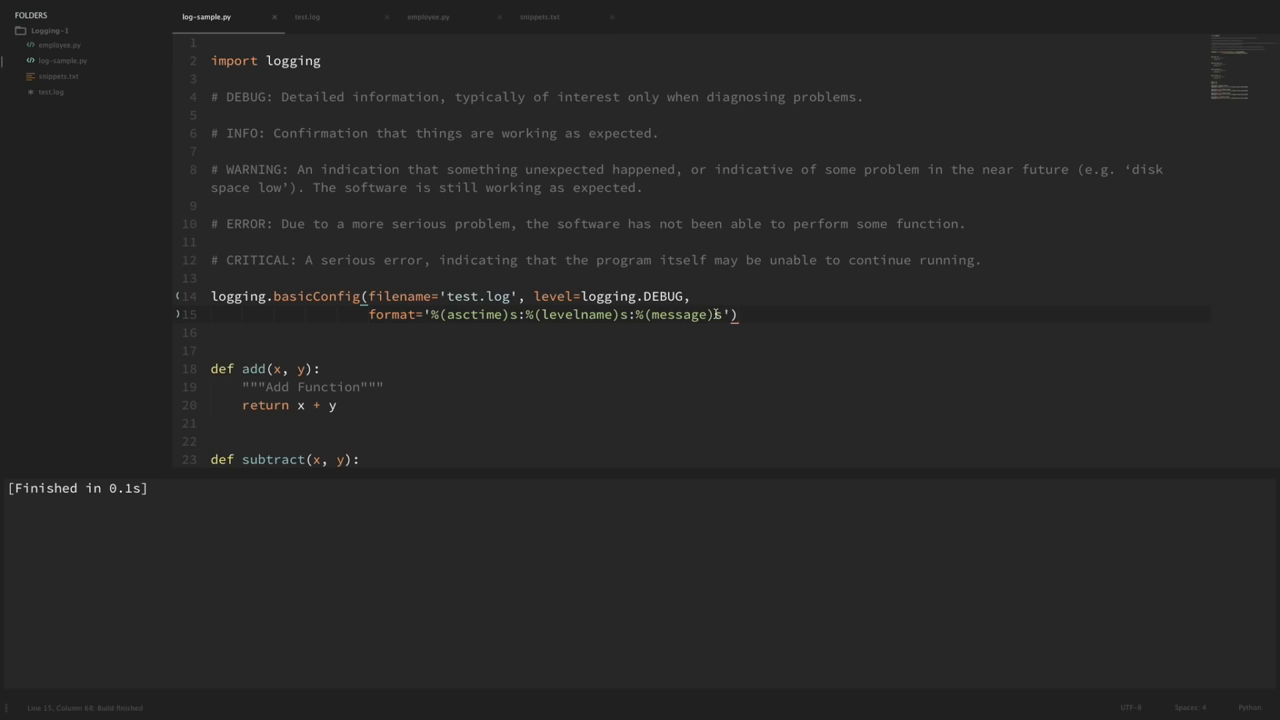 FOLDERS
Logging-1
employee.py
log-sample.py
snippets.txt
test.log
log-sample.py × test.log × employee.py × snippets.txt ×
1
2 import logging
3
4 # DEBUG: Detailed information, typically of interest only when diagnosing problems.
5
6 # INFO: Confirmation that things are working as expected.
7
8 # WARNING: An indication that something unexpected happened, or indicative of some problem in the near future (e.g. ‘disk
space low’). The software is still working as expected.
9
10 # ERROR: Due to a more serious problem, the software has not been able to perform some function.
11
12 # CRITICAL: A serious error, indicating that the program itself may be unable to continue running.
13
14 logging.basicConfig(filename='test.log', level=logging.DEBUG,
15 format='%(asctime)s:%(levelname)s:%(message)s')
16
17
18 def add(x, y):
19 """Add Function"""
20 return x + y
21
22
23 def subtract(x, y):
[Finished in 0.1s]
Line 15, Column 68; Build finished
UTF-8 Spaces: 4 Python